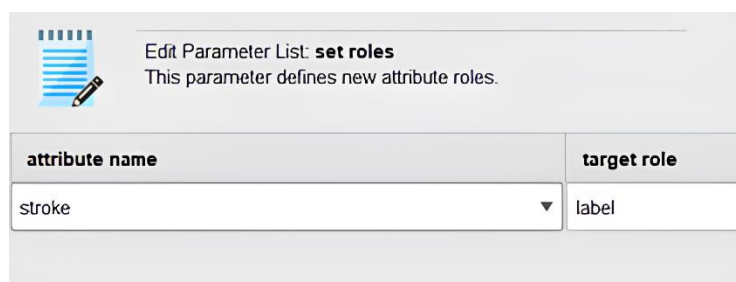 Edit Parameter List: set roles
This parameter defines new attribute roles.
attribute name target role
stroke label